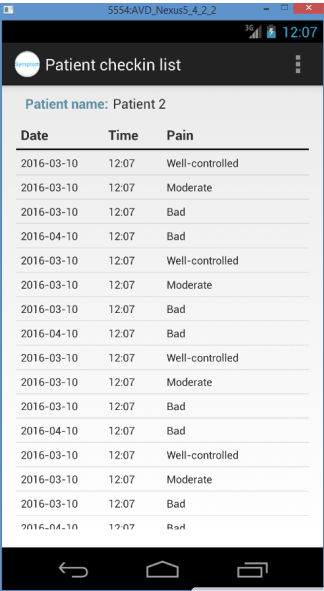 5554:AVD_Nexus5_4_2_2
3G 12:07
Symptom Patient checkin list
Patient name: Patient 2
Date Time Pain
2016-03-10 12:07 Well-controlled
2016-03-10 12:07 Moderate
2016-03-10 12:07 Bad
2016-04-10 12:07 Bad
2016-03-10 12:07 Well-controlled
2016-03-10 12:07 Moderate
2016-03-10 12:07 Bad
2016-04-10 12:07 Bad
2016-03-10 12:07 Well-controlled
2016-03-10 12:07 Moderate
2016-03-10 12:07 Bad
2016-04-10 12:07 Bad
2016-03-10 12:07 Well-controlled
2016-03-10 12:07 Moderate
2016-03-10 12:07 Bad
2016-04-10 12:07 Bad